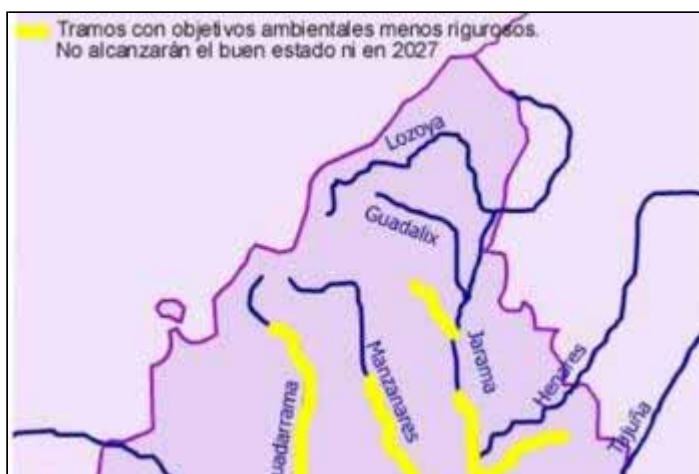 Tramos con objetivos ambientales menos rigurosos.
No alcanzarán el buen estado ni en 2027
Lozoya
Guadalix
Jarama
Manzanares
Henares
Tajuña
uadarrama